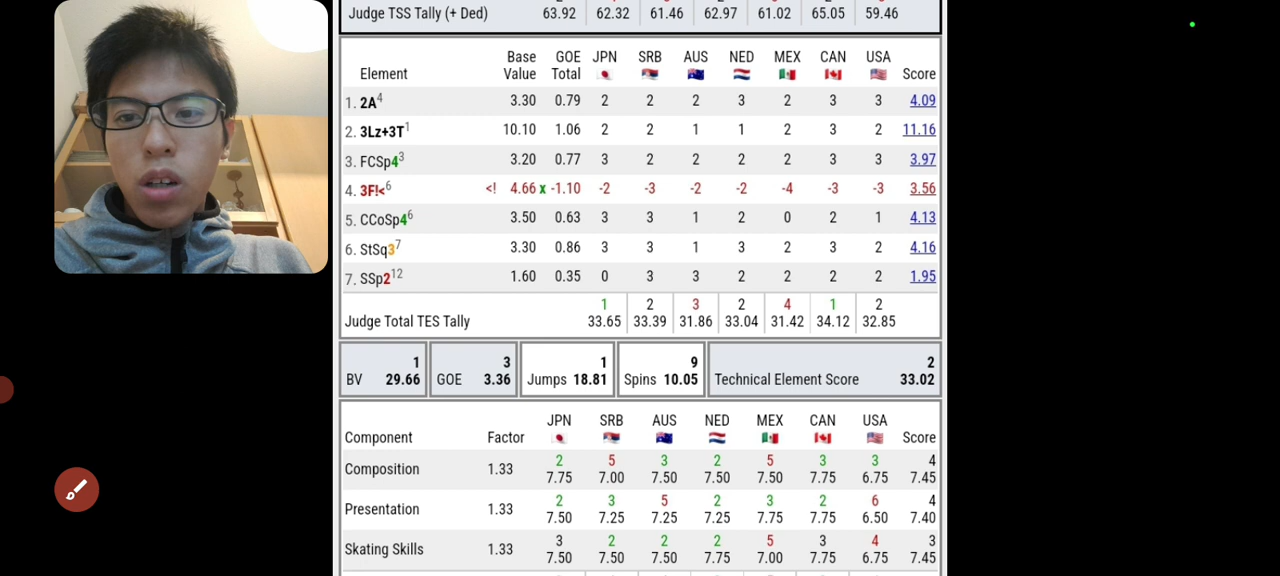 Judge TSS Tally (+ Ded) 63.92 62.32 61.46 62.97 61.02 65.05 59.46
Element Base Value GOE Total JPN SRB AUS NED MEX CAN USA Score
1. 2A4 3.30 0.79 2 2 2 3 2 3 3 4.09
2. 3Lz+3T1 10.10 1.06 2 2 1 1 2 3 2 11.16
3. FCSp43 3.20 0.77 3 2 2 2 2 3 3 3.97
4. 3F!<6 <! 4.66 x -1.10 -2 -3 -2 -2 -4 -3 -3 3.56
5. CCoSp46 3.50 0.63 3 3 1 2 0 2 1 4.13
6. StSq37 3.30 0.86 3 3 1 3 2 3 2 4.16
7. SSp212 1.60 0.35 0 3 3 2 2 2 2 1.95
1 2 3 2 4 1 2
Judge Total TES Tally 33.65 33.39 31.86 33.04 31.42 34.12 32.85
1 3 1 9 2
BV 29.66 GOE 3.36 Jumps 18.81 Spins 10.05 Technical Element Score 33.02
Component Factor JPN SRB AUS NED MEX CAN USA Score
2 5 3 2 5 3 3 4
Composition 1.33 7.75 7.00 7.50 7.50 7.50 7.75 6.75 7.45
2 3 5 2 3 2 6 4
Presentation 1.33 7.50 7.25 7.25 7.25 7.75 7.75 6.50 7.40
3 2 2 2 5 3 4 3
Skating Skills 1.33 7.50 7.50 7.50 7.75 7.00 7.75 6.75 7.45